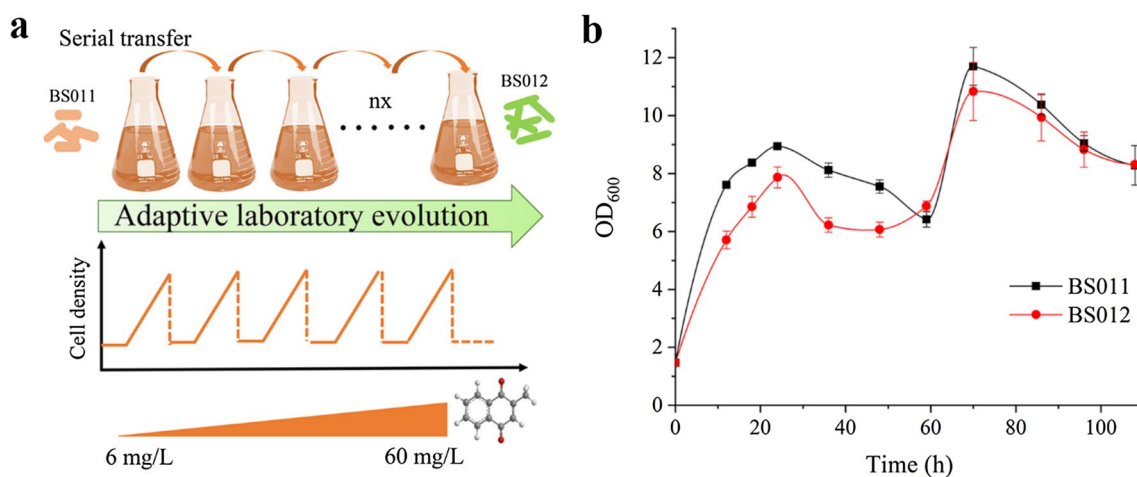 a
Serial transfer
BS011
BS012
nx
Adaptive laboratory evolution
Cell density
6 mg/L
60 mg/L
b
OD600
12
10
8
6
4
2
0
BS011
BS012
0
20
40
60
80
100
Time (h)